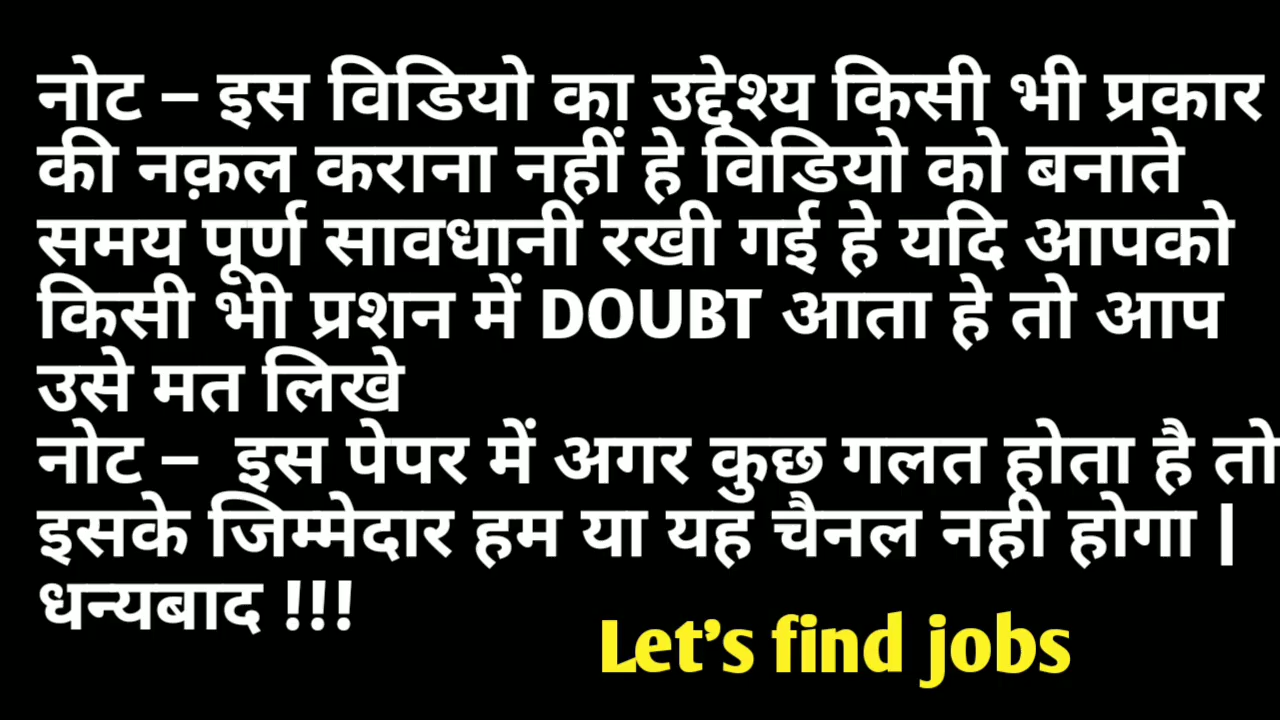 नोट – इस विडियो का उद्देश्य किसी भी प्रकार
की नक़ल कराना नहीं हे विडियो को बनाते
समय पूर्ण सावधानी रखी गई हे यदि आपको
किसी भी प्रशन में DOUBT आता हे तो आप
उसे मत लिखे
नोट – इस पेपर में अगर कुछ गलत होता है तो
इसके जिम्मेदार हम या यह चैनल नही होगा |
धन्यबाद !!!
Let's find jobs